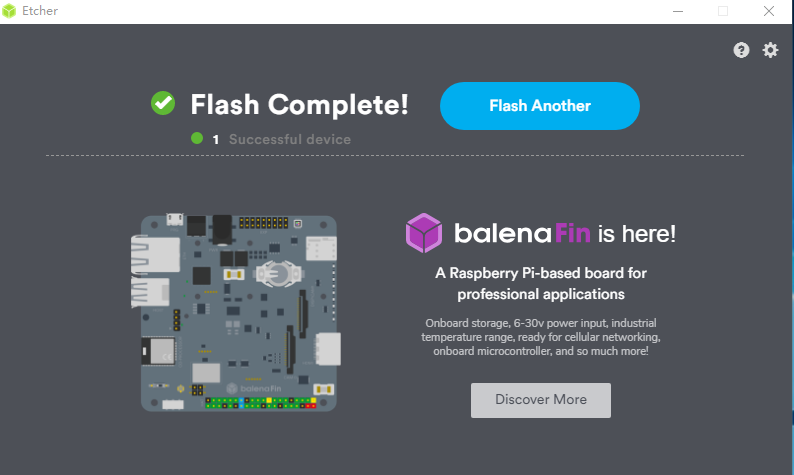 Etcher
Flash Complete!
Flash Another
1 Successful device
balenaFin is here!
A Raspberry Pi-based board for
professional applications
Onboard storage, 6-30v power input, industrial
temperature range, ready for cellular networking,
onboard microcontroller, and so much more!
balenaFin
Discover More